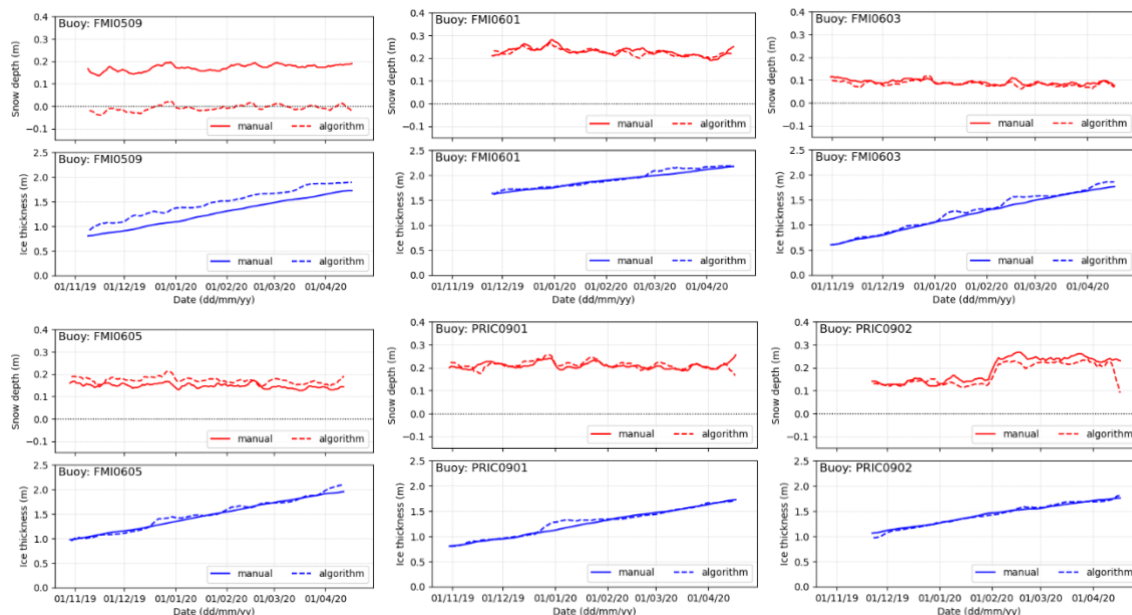 Buoy: FMI0509
Snow depth (m)
0.4
0.3
0.2
0.1
0.0
−0.1
manual algorithm
Buoy: FMI0509
Ice thickness (m)
2.5
2.0
1.5
1.0
0.5
0.0
manual algorithm
01/11/19 01/12/19 01/01/20 01/02/20 01/03/20 01/04/20
Date (dd/mm/yy)
Buoy: FMI0601
Snow depth (m)
0.4
0.3
0.2
0.1
0.0
−0.1
manual algorithm
Buoy: FMI0601
Ice thickness (m)
2.5
2.0
1.5
1.0
0.5
0.0
manual algorithm
01/11/19 01/12/19 01/01/20 01/02/20 01/03/20 01/04/20
Date (dd/mm/yy)
Buoy: FMI0603
Snow depth (m)
0.4
0.3
0.2
0.1
0.0
−0.1
manual algorithm
Buoy: FMI0603
Ice thickness (m)
2.5
2.0
1.5
1.0
0.5
0.0
manual algorithm
01/11/19 01/12/19 01/01/20 01/02/20 01/03/20 01/04/20
Date (dd/mm/yy)
Buoy: FMI0605
Snow depth (m)
0.4
0.3
0.2
0.1
0.0
−0.1
manual algorithm
Buoy: FMI0605
Ice thickness (m)
2.5
2.0
1.5
1.0
0.5
0.0
manual algorithm
01/11/19 01/12/19 01/01/20 01/02/20 01/03/20 01/04/20
Date (dd/mm/yy)
Buoy: PRIC0901
Snow depth (m)
0.4
0.3
0.2
0.1
0.0
−0.1
manual algorithm
Buoy: PRIC0901
Ice thickness (m)
2.5
2.0
1.5
1.0
0.5
0.0
manual algorithm
01/11/19 01/12/19 01/01/20 01/02/20 01/03/20 01/04/20
Date (dd/mm/yy)
Buoy: PRIC0902
Snow depth (m)
0.4
0.3
0.2
0.1
0.0
−0.1
manual algorithm
Buoy: PRIC0902
Ice thickness (m)
2.5
2.0
1.5
1.0
0.5
0.0
manual algorithm
01/11/19 01/12/19 01/01/20 01/02/20 01/03/20 01/04/20
Date (dd/mm/yy)